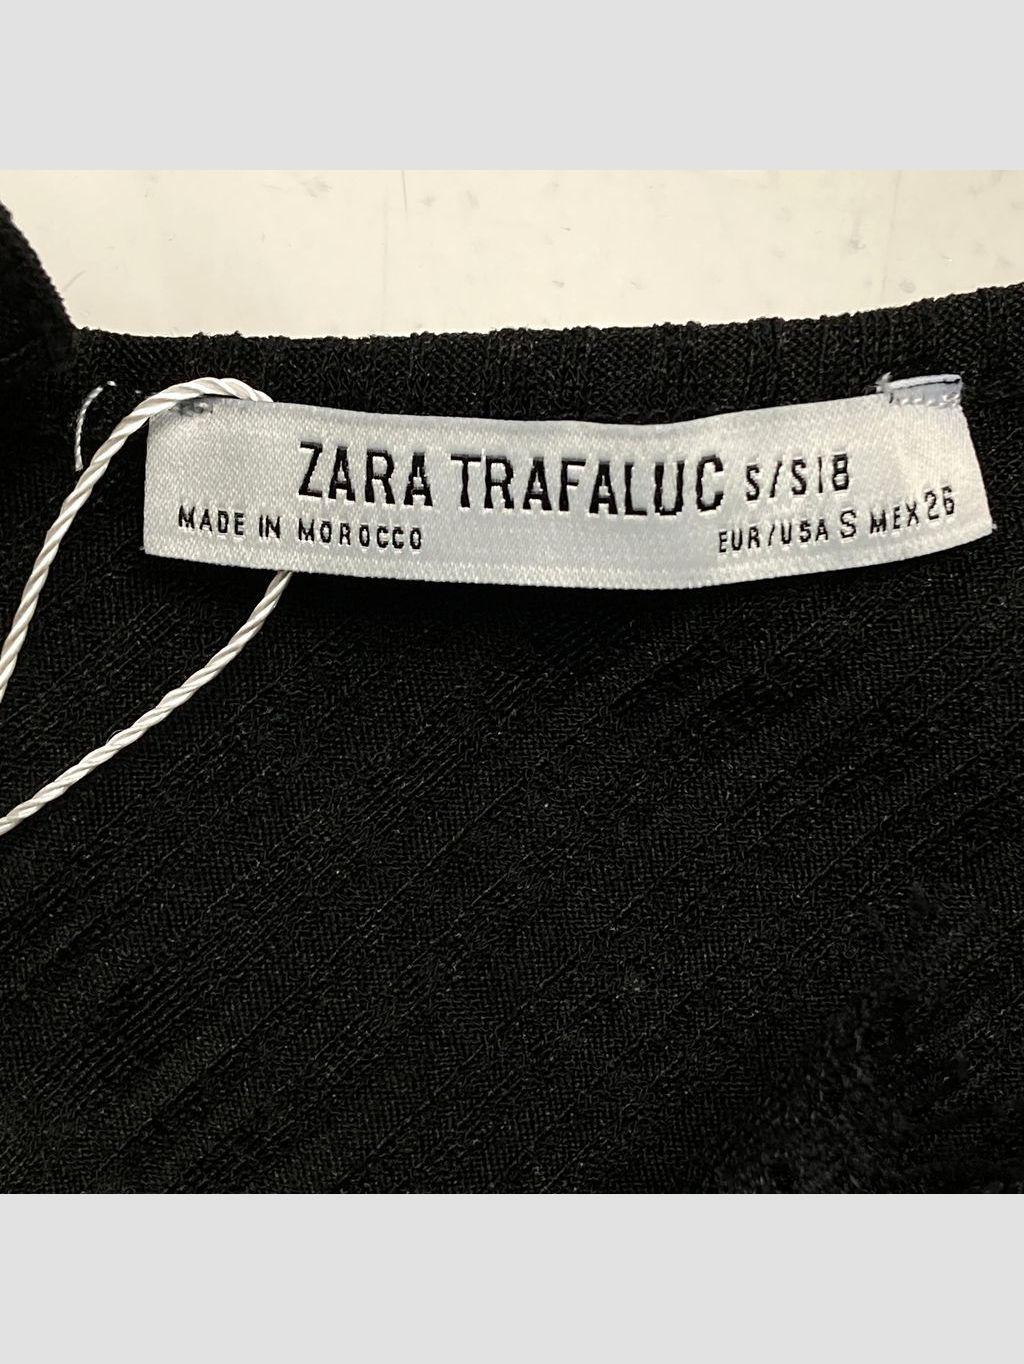 ZARA TRAFALUC S/S18
MADE IN MOROCCO
EUR/USA S MEX 26